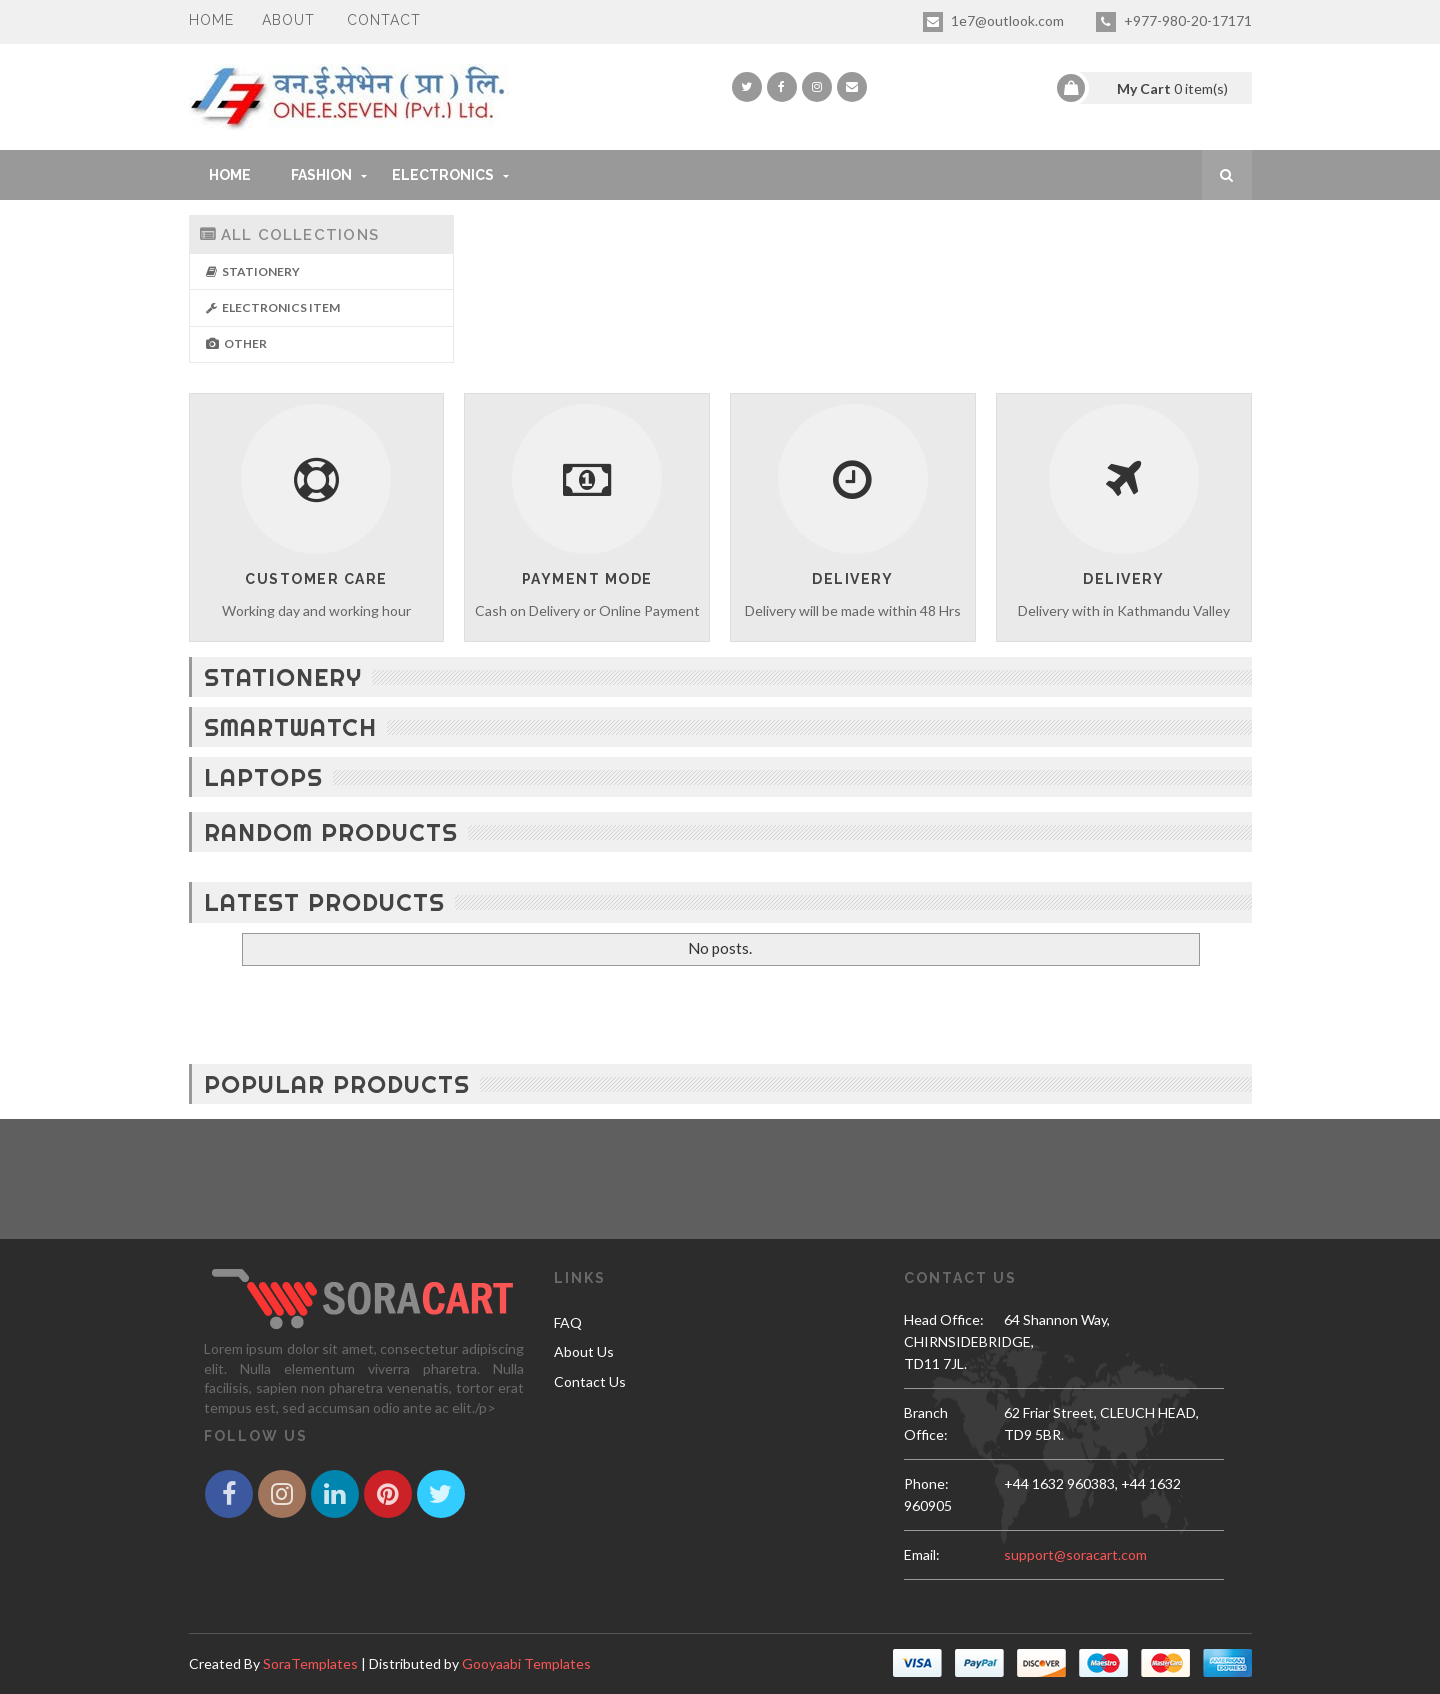 HOME ABOUT CONTACT 1e7@outlook.com +977-980-20-17171
वन.ई.सेभेन ( प्रा ) लि.
ONE.E.SEVEN (Pvt.) Ltd.
My Cart 0 item(s)
HOME FASHION ELECTRONICS
ALL COLLECTIONS
STATIONERY
ELECTRONICS ITEM
OTHER
CUSTOMER CARE
Working day and working hour
PAYMENT MODE
Cash on Delivery or Online Payment
DELIVERY
Delivery will be made within 48 Hrs
DELIVERY
Delivery with in Kathmandu Valley
STATIONERY
SMARTWATCH
LAPTOPS
RANDOM PRODUCTS
LATEST PRODUCTS
No posts.
POPULAR PRODUCTS
SORACART
Lorem ipsum dolor sit amet, consectetur adipiscing
elit. Nulla elementum viverra pharetra. Nulla
facilisis, sapien non pharetra venenatis, tortor erat
tempus est, sed accumsan odio ante ac elit./p>
FOLLOW US
LINKS
FAQ
About Us
Contact Us
CONTACT US
Head Office: 64 Shannon Way,
CHIRNSIDEBRIDGE,
TD11 7JL.
Branch 62 Friar Street, CLEUCH HEAD,
Office: TD9 5BR.
Phone: +44 1632 960383, +44 1632
960905
Email: support@soracart.com
Created By SoraTemplates | Distributed by Gooyaabi Templates
VISA PayPal DISCOVER Maestro MasterCard AMERICAN EXPRESS